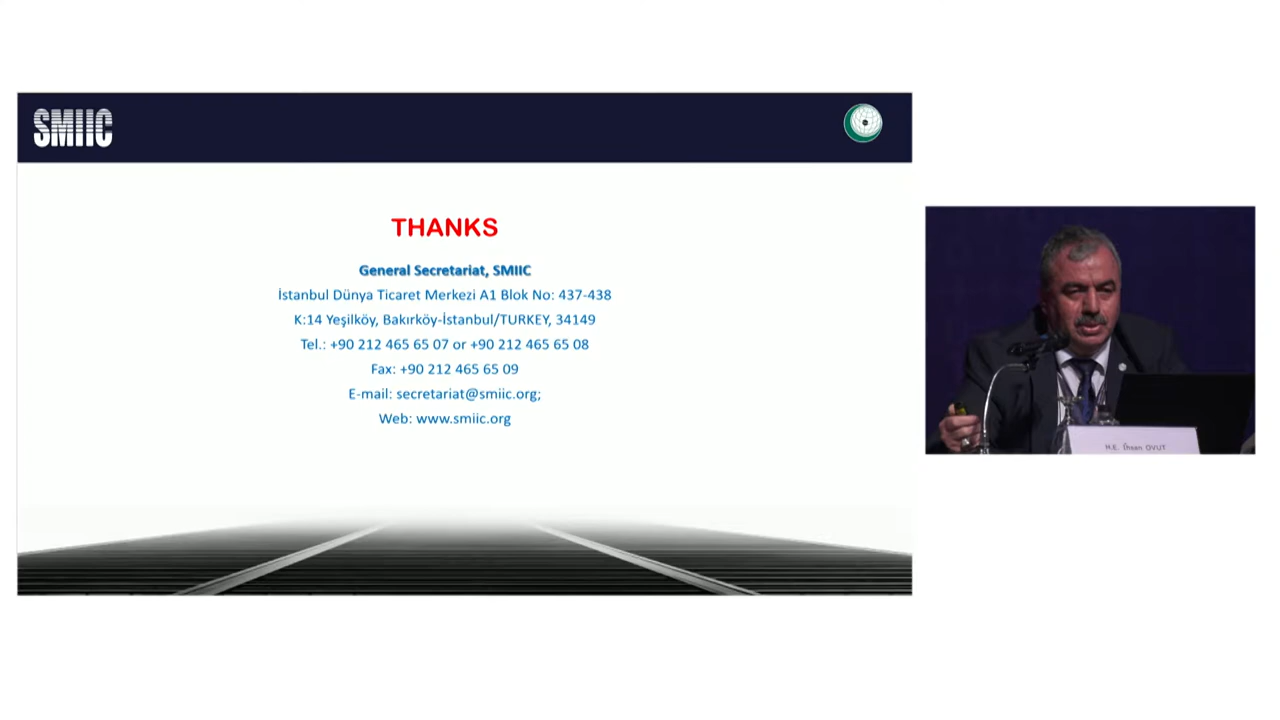 SMIIC
THANKS
General Secretariat, SMIIC
İstanbul Dünya Ticaret Merkezi A1 Blok No: 437-438
K:14 Yeşilköy, Bakırköy-İstanbul/TURKEY, 34149
Tel.: +90 212 465 65 07 or +90 212 465 65 08
Fax: +90 212 465 65 09
E-mail: secretariat@smiic.org;
Web: www.smiic.org
H.E. İhsan OVUT